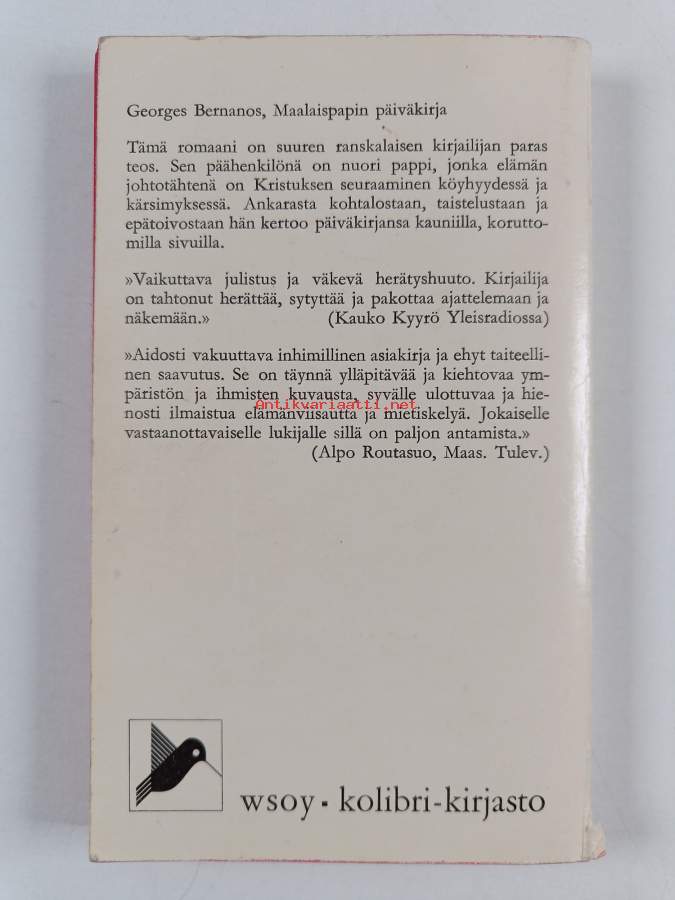 Georges Bernanos, Maalaispapin päiväkirja
Tämä romaani on suuren ranskalaisen kirjailijan paras
teos. Sen päähenkilönä on nuori pappi, jonka elämän
johtotähtenä on Kristuksen seuraaminen köyhyydessä ja
kärsimyksessä. Ankarasta kohtalostaan, taistelustaan ja
epätoivostaan hän kertoo päiväkirjansa kauniilla, korutto-
milla sivuilla.
»Vaikuttava julistus ja väkevä herätyshuuto. Kirjailija
on tahtonut herättää, sytyttää ja pakottaa ajattelemaan ja
näkemään.» (Kauko Kyyrö Yleisradiossa)
»Aidosti vakuuttava inhimillinen asiakirja ja ehyt taiteelli-
nen saavutus. Se on täynnä ylläpitävää ja kiehtovaa ym-
päristön ja ihmisten kuvausta, syvälle ulottuvaa ja hie-
Antikvariaatti.net
nosti ilmaistua elämänviisautta ja mietiskelyä. Jokaiselle
vastaanottavaiselle lukijalle sillä on paljon antamista.»
(Alpo Routasuo, Maas. Tulev.)
wsoy ▪ kolibri-kirjasto